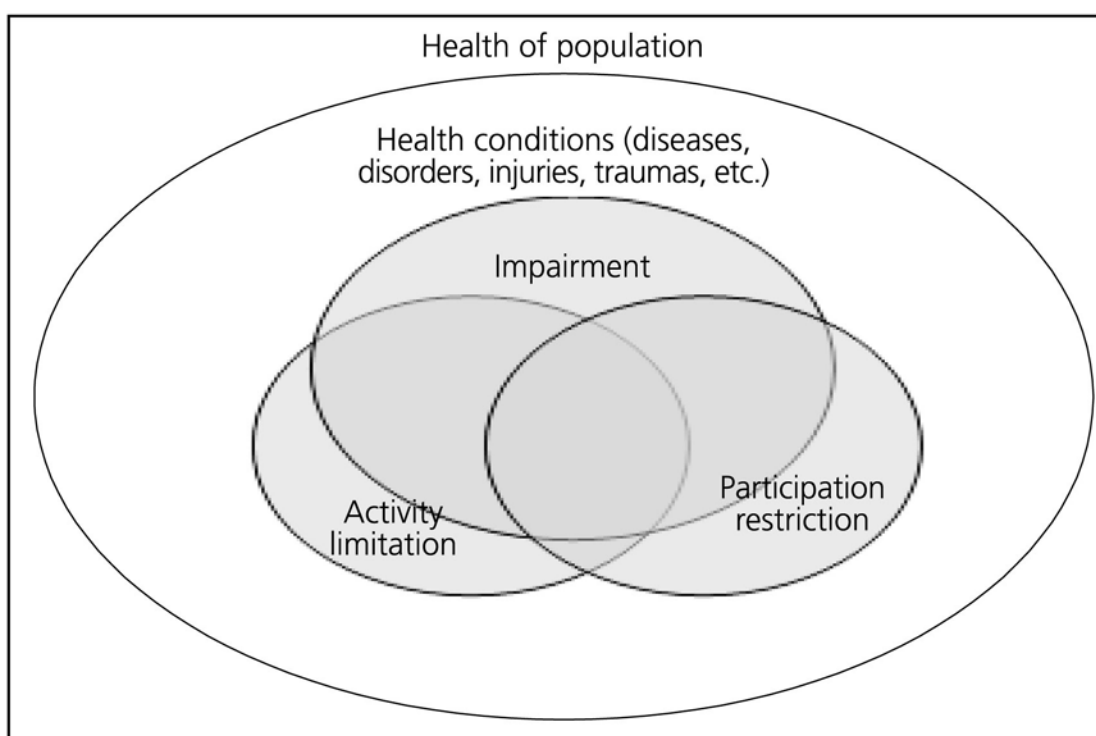 Health of population
Health conditions (diseases,
disorders, injuries, traumas, etc.)
Impairment
Activity
limitation
Participation
restriction